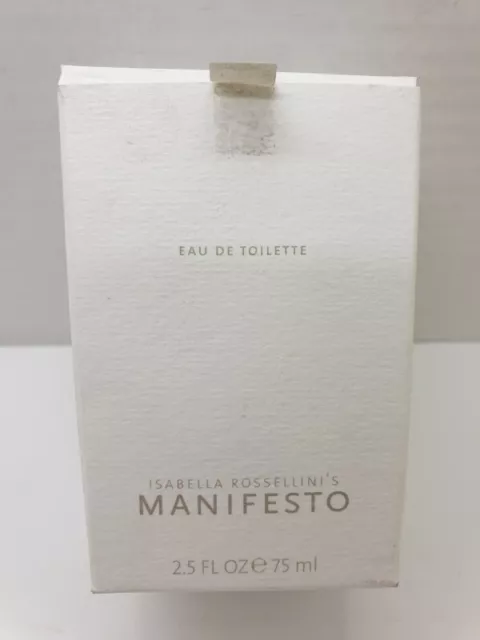 EAU DE TOILETTE
ISABELLA ROSSELLINI'S
MANIFESTO
2.5 FL OZ℮75 ml